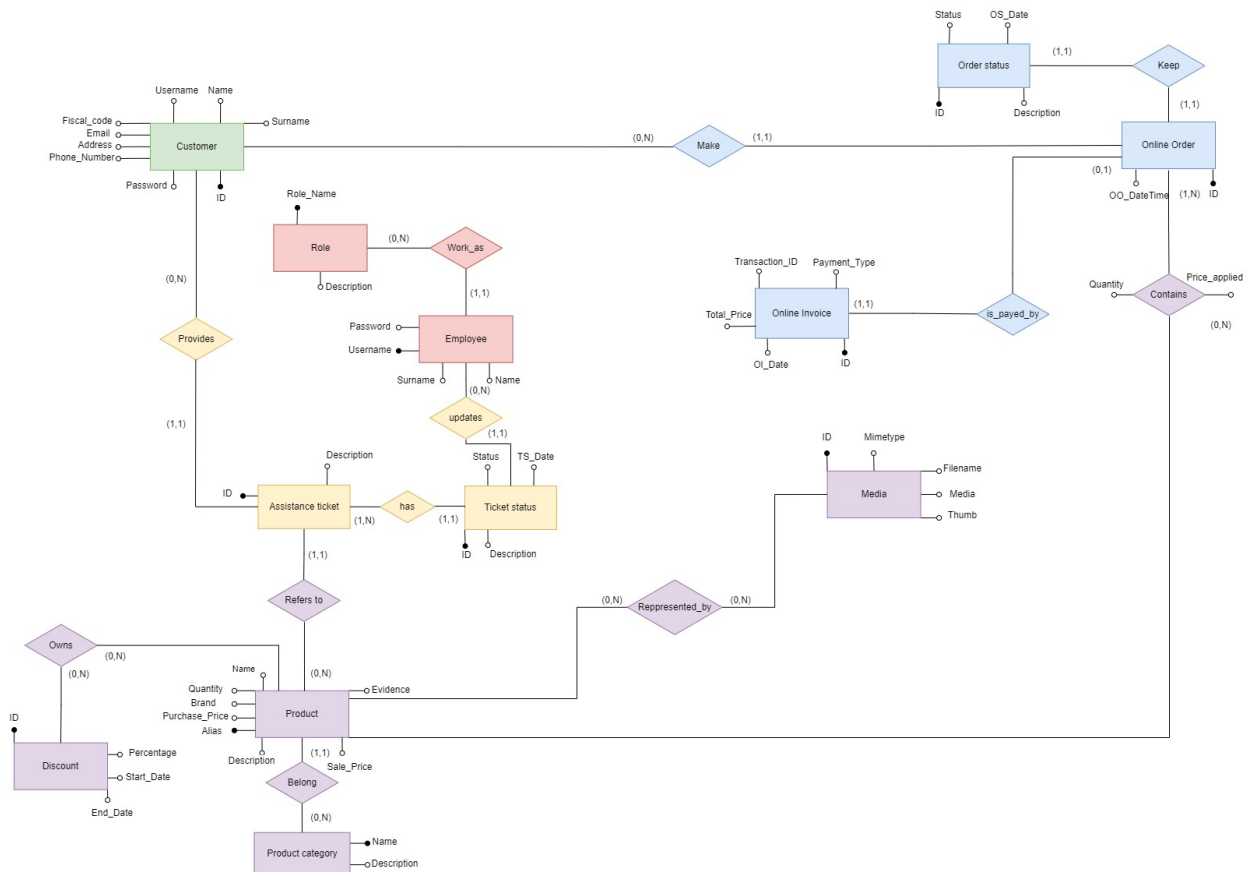 Status
OS_Date
Order status
(1,1)
Keep
ID
Description
(1,1)
Username
Name
Fiscal_code
Surname
Email
Address
Phone_Number
Customer
Password
ID
(0,N)
Make
(1,1)
Online Order
(0,1)
OO_DateTime
(1,N)
ID
Role_Name
Role
(0,N)
Work_as
Description
(1,1)
(0,N)
Transaction_ID
Payment_Type
Total_Price
Online Invoice
(1,1)
is_payed_by
OI_Date
ID
Quantity
Price_applied
Contains
(0,N)
Password
Username
Employee
Surname
Name
(0,N)
Provides
(1,1)
updates
(1,1)
Status
TS_Date
Description
ID
Assistance ticket
(1,N)
has
(1,1)
Ticket status
ID
Description
ID
Mimetype
Filename
Media
Media
Thumb
(1,1)
Refers to
(0,N)
(0,N)
Reppresented_by
(0,N)
Owns
(0,N)
(0,N)
Name
Quantity
Evidence
Brand
Purchase_Price
Product
Alias
Description
(1,1)
Sale_Price
ID
Discount
Percentage
Start_Date
End_Date
Belong
(0,N)
Product category
Name
Description